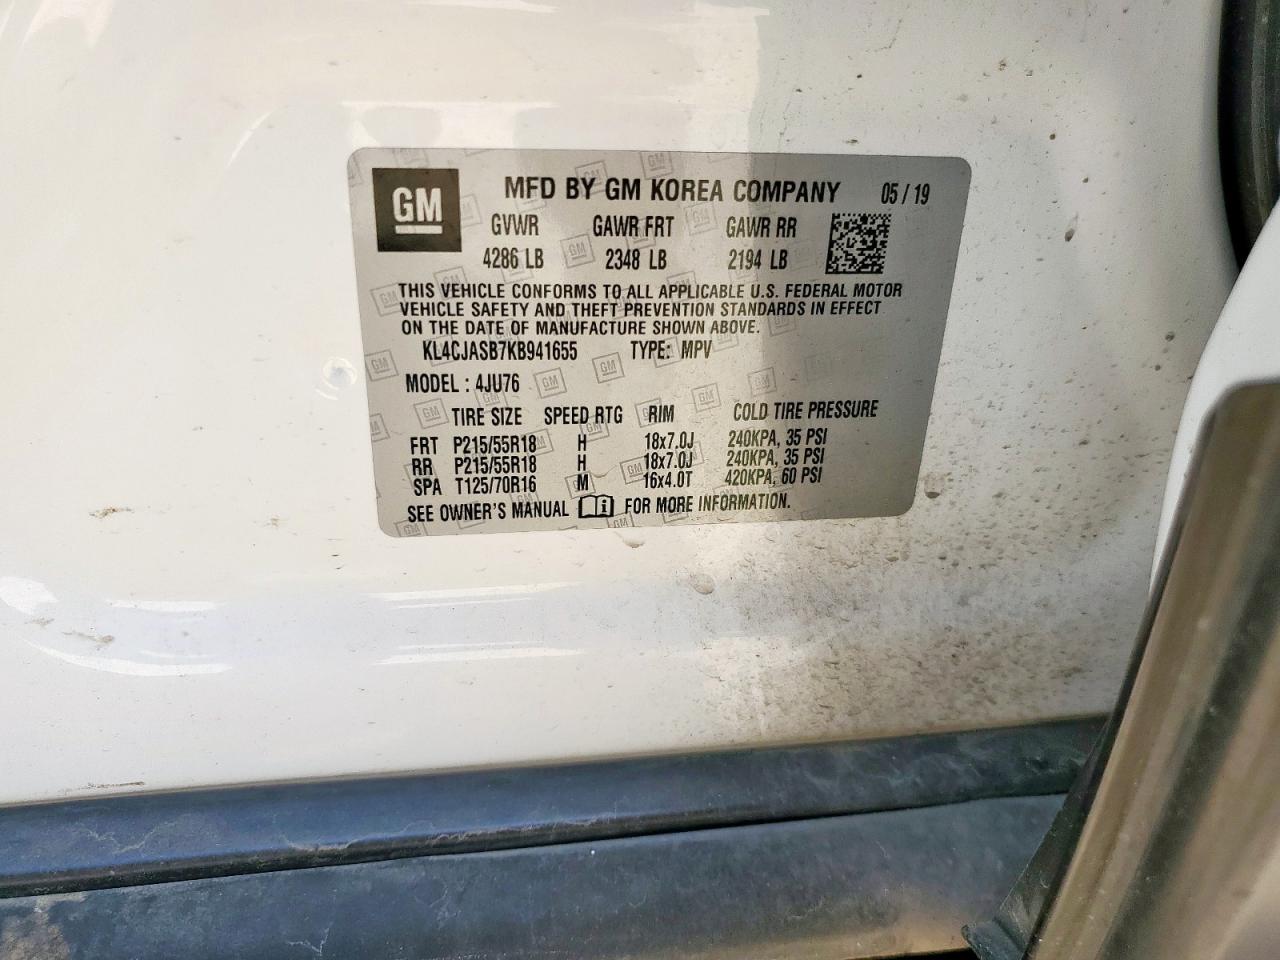 GM
MFD BY GM KOREA COMPANY 05 / 19
GVWR GAWR FRT GAWR RR
4286 LB 2348 LB 2194 LB
THIS VEHICLE CONFORMS TO ALL APPLICABLE U.S. FEDERAL MOTOR
VEHICLE SAFETY AND THEFT PREVENTION STANDARDS IN EFFECT
ON THE DATE OF MANUFACTURE SHOWN ABOVE.
KL4CJASB7KB941655 TYPE: MPV
MODEL : 4JU76
TIRE SIZE SPEED RTG RIM COLD TIRE PRESSURE
FRT P215/55R18 H 18x7.0J 240KPA, 35 PSI
RR P215/55R18 H 18x7.0J 240KPA, 35 PSI
SPA T125/70R16 M 16x4.0T 420KPA, 60 PSI
SEE OWNER'S MANUAL i FOR MORE INFORMATION.